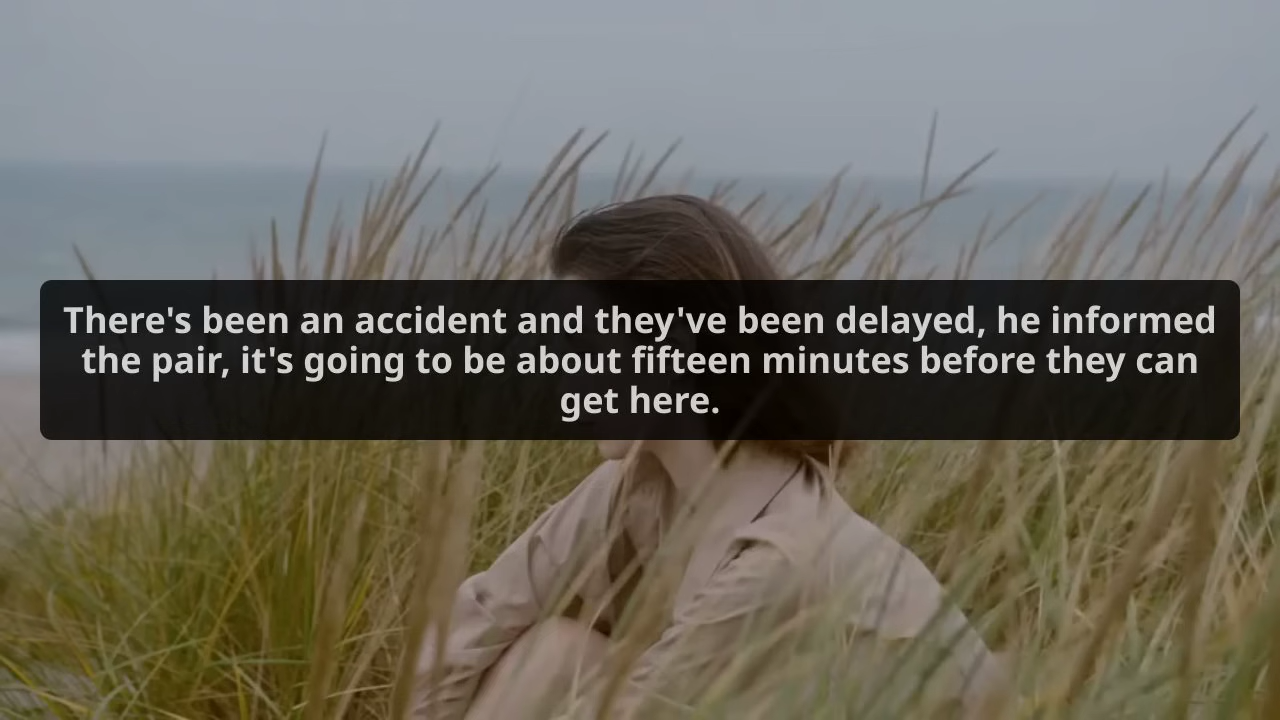 There's been an accident and they've been delayed, he informed
the pair, it's going to be about fifteen minutes before they can
get here.